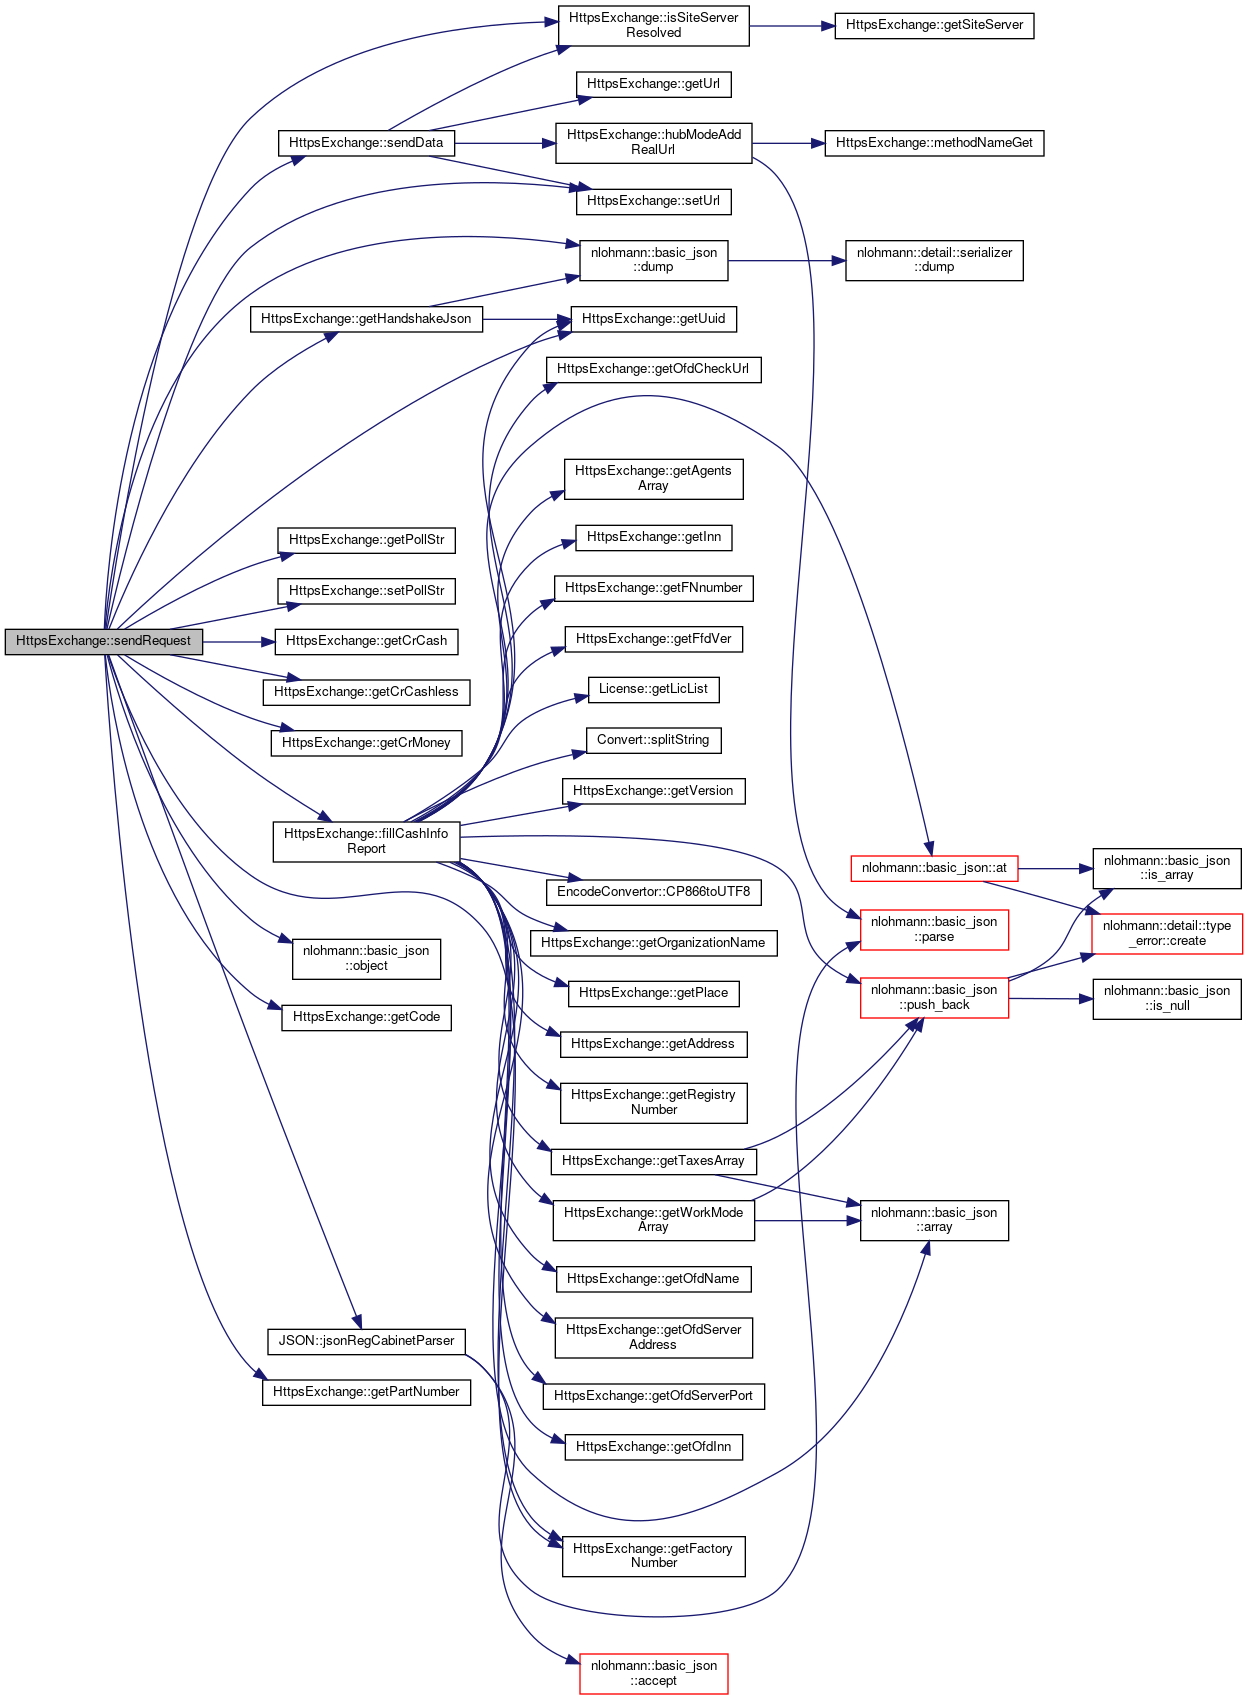 HttpsExchange::isSiteServer
Resolved
HttpsExchange::getSiteServer
HttpsExchange::getUrl
HttpsExchange::sendData
HttpsExchange::hubModeAdd
RealUrl
HttpsExchange::methodNameGet
HttpsExchange::setUrl
nlohmann::basic_json
::dump
nlohmann::detail::serializer
::dump
HttpsExchange::getHandshakeJson
HttpsExchange::getUuid
HttpsExchange::getOfdCheckUrl
HttpsExchange::getAgents
Array
HttpsExchange::getPollStr
HttpsExchange::getInn
HttpsExchange::setPollStr
HttpsExchange::getFNnumber
HttpsExchange::sendRequest
HttpsExchange::getCrCash
HttpsExchange::getFfdVer
HttpsExchange::getCrCashless
License::getLicList
HttpsExchange::getCrMoney
Convert::splitString
HttpsExchange::getVersion
HttpsExchange::fillCashInfo
Report
nlohmann::basic_json::at
nlohmann::basic_json
::is_array
EncodeConvertor::CP866toUTF8
nlohmann::basic_json
::parse
nlohmann::detail::type
_error::create
HttpsExchange::getOrganizationName
nlohmann::basic_json
::object
HttpsExchange::getPlace
nlohmann::basic_json
::push_back
nlohmann::basic_json
::is_null
HttpsExchange::getCode
HttpsExchange::getAddress
HttpsExchange::getRegistry
Number
HttpsExchange::getTaxesArray
HttpsExchange::getWorkMode
Array
nlohmann::basic_json
::array
HttpsExchange::getOfdName
JSON::jsonRegCabinetParser
HttpsExchange::getOfdServer
Address
HttpsExchange::getPartNumber
HttpsExchange::getOfdServerPort
HttpsExchange::getOfdInn
HttpsExchange::getFactory
Number
nlohmann::basic_json
::accept